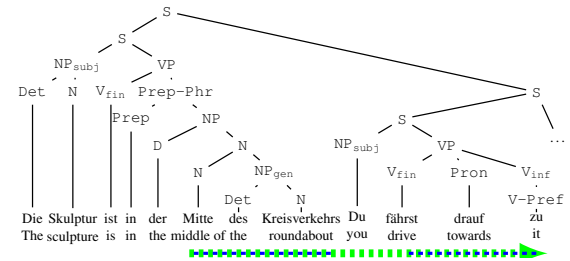 S
S
NPsubj VP S
Det N Vfin Prep-Phr
Prep NP S ...
D N NPsubj VP
N NPgen Vfin Pron Vinf
Det N V-Pref
Die Skulptur ist in der Mitte des Kreisverkehrs Du fährst drauf zu
The sculpture is in the middle of the roundabout you drive towards it